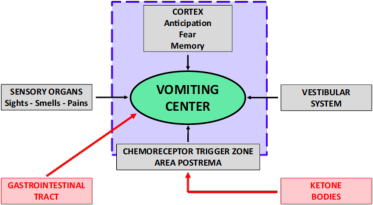 CORTEX
Anticipation
Fear
Memory
SENSORY ORGANS
Sights - Smells - Pains
VOMITING
CENTER
VESTIBULAR
SYSTEM
CHEMORECEPTOR TRIGGER ZONE
AREA POSTREMA
GASTROINTESTINAL
TRACT
KETONE
BODIES